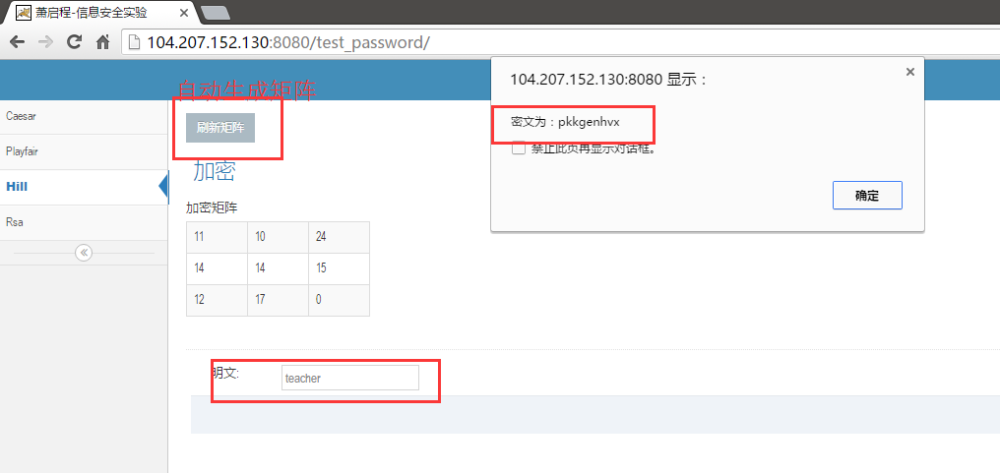 萧启程-信息安全实验
104.207.152.130:8080/test_password/
自动生成矩阵
104.207.152.130:8080 显示：
密文为：pkkgenhvx
禁止此页再显示对话框。
确定
Caesar
Playfair
Hill
Rsa
刷新矩阵
加密
加密矩阵
11 10 24
14 14 15
12 17 0
明文:
teacher